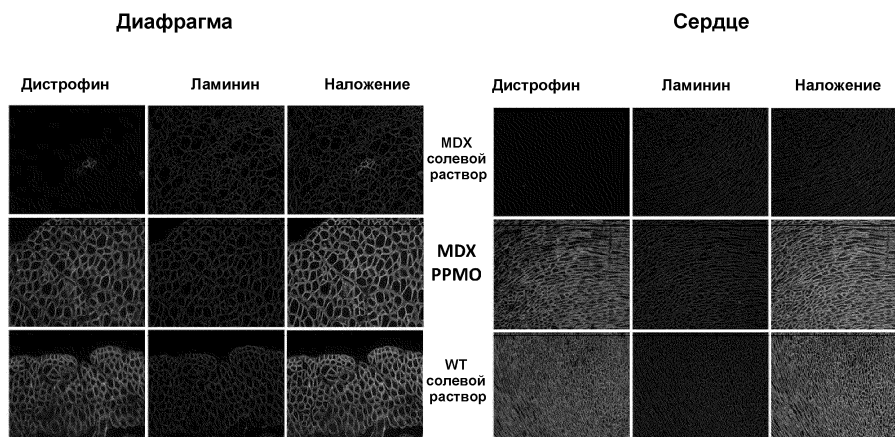 Диафрагма
Сердце
Дистрофин
Ламинин
Наложение
Дистрофин
Ламинин
Наложение
MDX
солевой
раствор
MDX
PPMO
WT
солевой
раствор